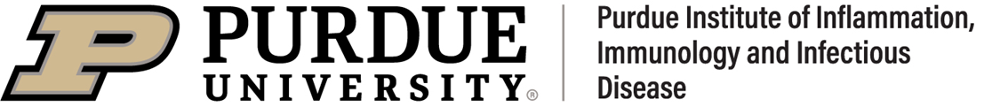 P
PURDUE
UNIVERSITY®
Purdue Institute of Inflammation,
Immunology and Infectious
Disease